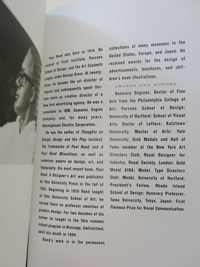 Paul Rand was born in 1914. He
studied at Pratt Institute, Parsons
School of Design, and the Art Students
League, under George Grosz. At twenty-
three he became the art director of
Esquire and subsequently spent thir-
teen years as creative director of a
New York advertising agency. He was a
consultant to IBM, Cummins Engine
Company, and, for many years,
Westinghouse Electric Corporation.
He was the author of Thoughts on
Design, Design and the Play Instinct,
The Trademarks of Paul Rand, and A
Paul Rand Miscellany, as well as
numerous papers on design, art, and
typography. His most recent book, Paul
Rand: A Designer's Art was published
by Yale University Press in the fall of
1985. Beginning in 1956 Rand taught
at Yale University School of Art; he
served there as professor emeritus of
graphic design. For two decades of his
career he taught in the Yale summer
school program in Brissago, Switzerland,
until his death in 1996.
Rand's work is in the permanent
collections of many museums in the
United States, Europe, and Japan. He
received awards for the design of
advertisements, brochures, and chil-
dren's book illustrations.
Honorary Degrees: Doctor of Fine
Arts from the Philadelphia College of
Art; Parsons School of Design;
University of Hartford; School of Visual
Arts; Doctor of Letters Kutztown
University; Master of Arts: Yale
University; Gold Medals and Hall of
Fame member at the New York Art
Directors Club; Royal Designer for
Industry, Royal Society, London; Gold
Medal AIGA; Medal, Type Directors
Club; Medal, University of Hartford;
President's Fellow, Rhode Island
School of Design; Honorary Professor,
Tama University, Tokyo, Japan; First
Florence Prize for Visual Communication.